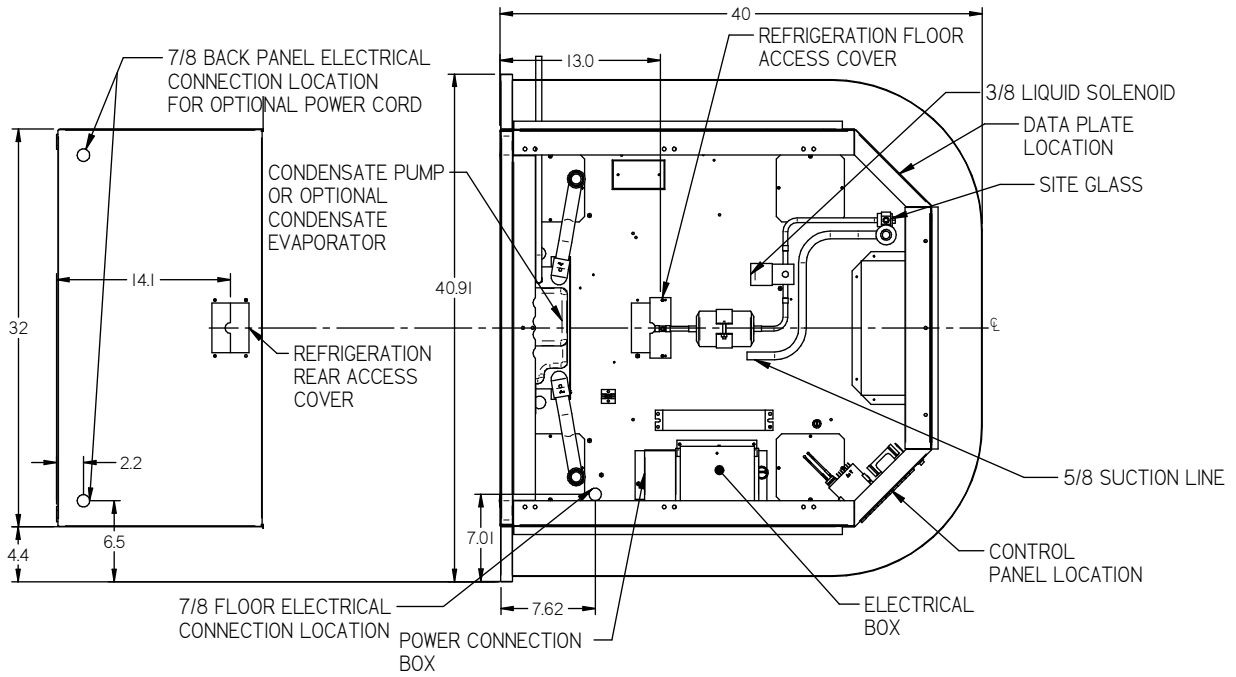 40
7/8 BACK PANEL ELECTRICAL
CONNECTION LOCATION
FOR OPTIONAL POWER CORD
13.0
REFRIGERATION FLOOR
ACCESS COVER
3/8 LIQUID SOLENOID
DATA PLATE
LOCATION
SITE GLASS
CONDENSATE PUMP
OR OPTIONAL
CONDENSATE
EVAPORATOR
14.1
40.91
32
REFRIGERATION
REAR ACCESS
COVER
2.2
5/8 SUCTION LINE
6.5
4.4
7.01
CONTROL
PANEL LOCATION
7.62
7/8 FLOOR ELECTRICAL
CONNECTION LOCATION
POWER CONNECTION
BOX
ELECTRICAL
BOX